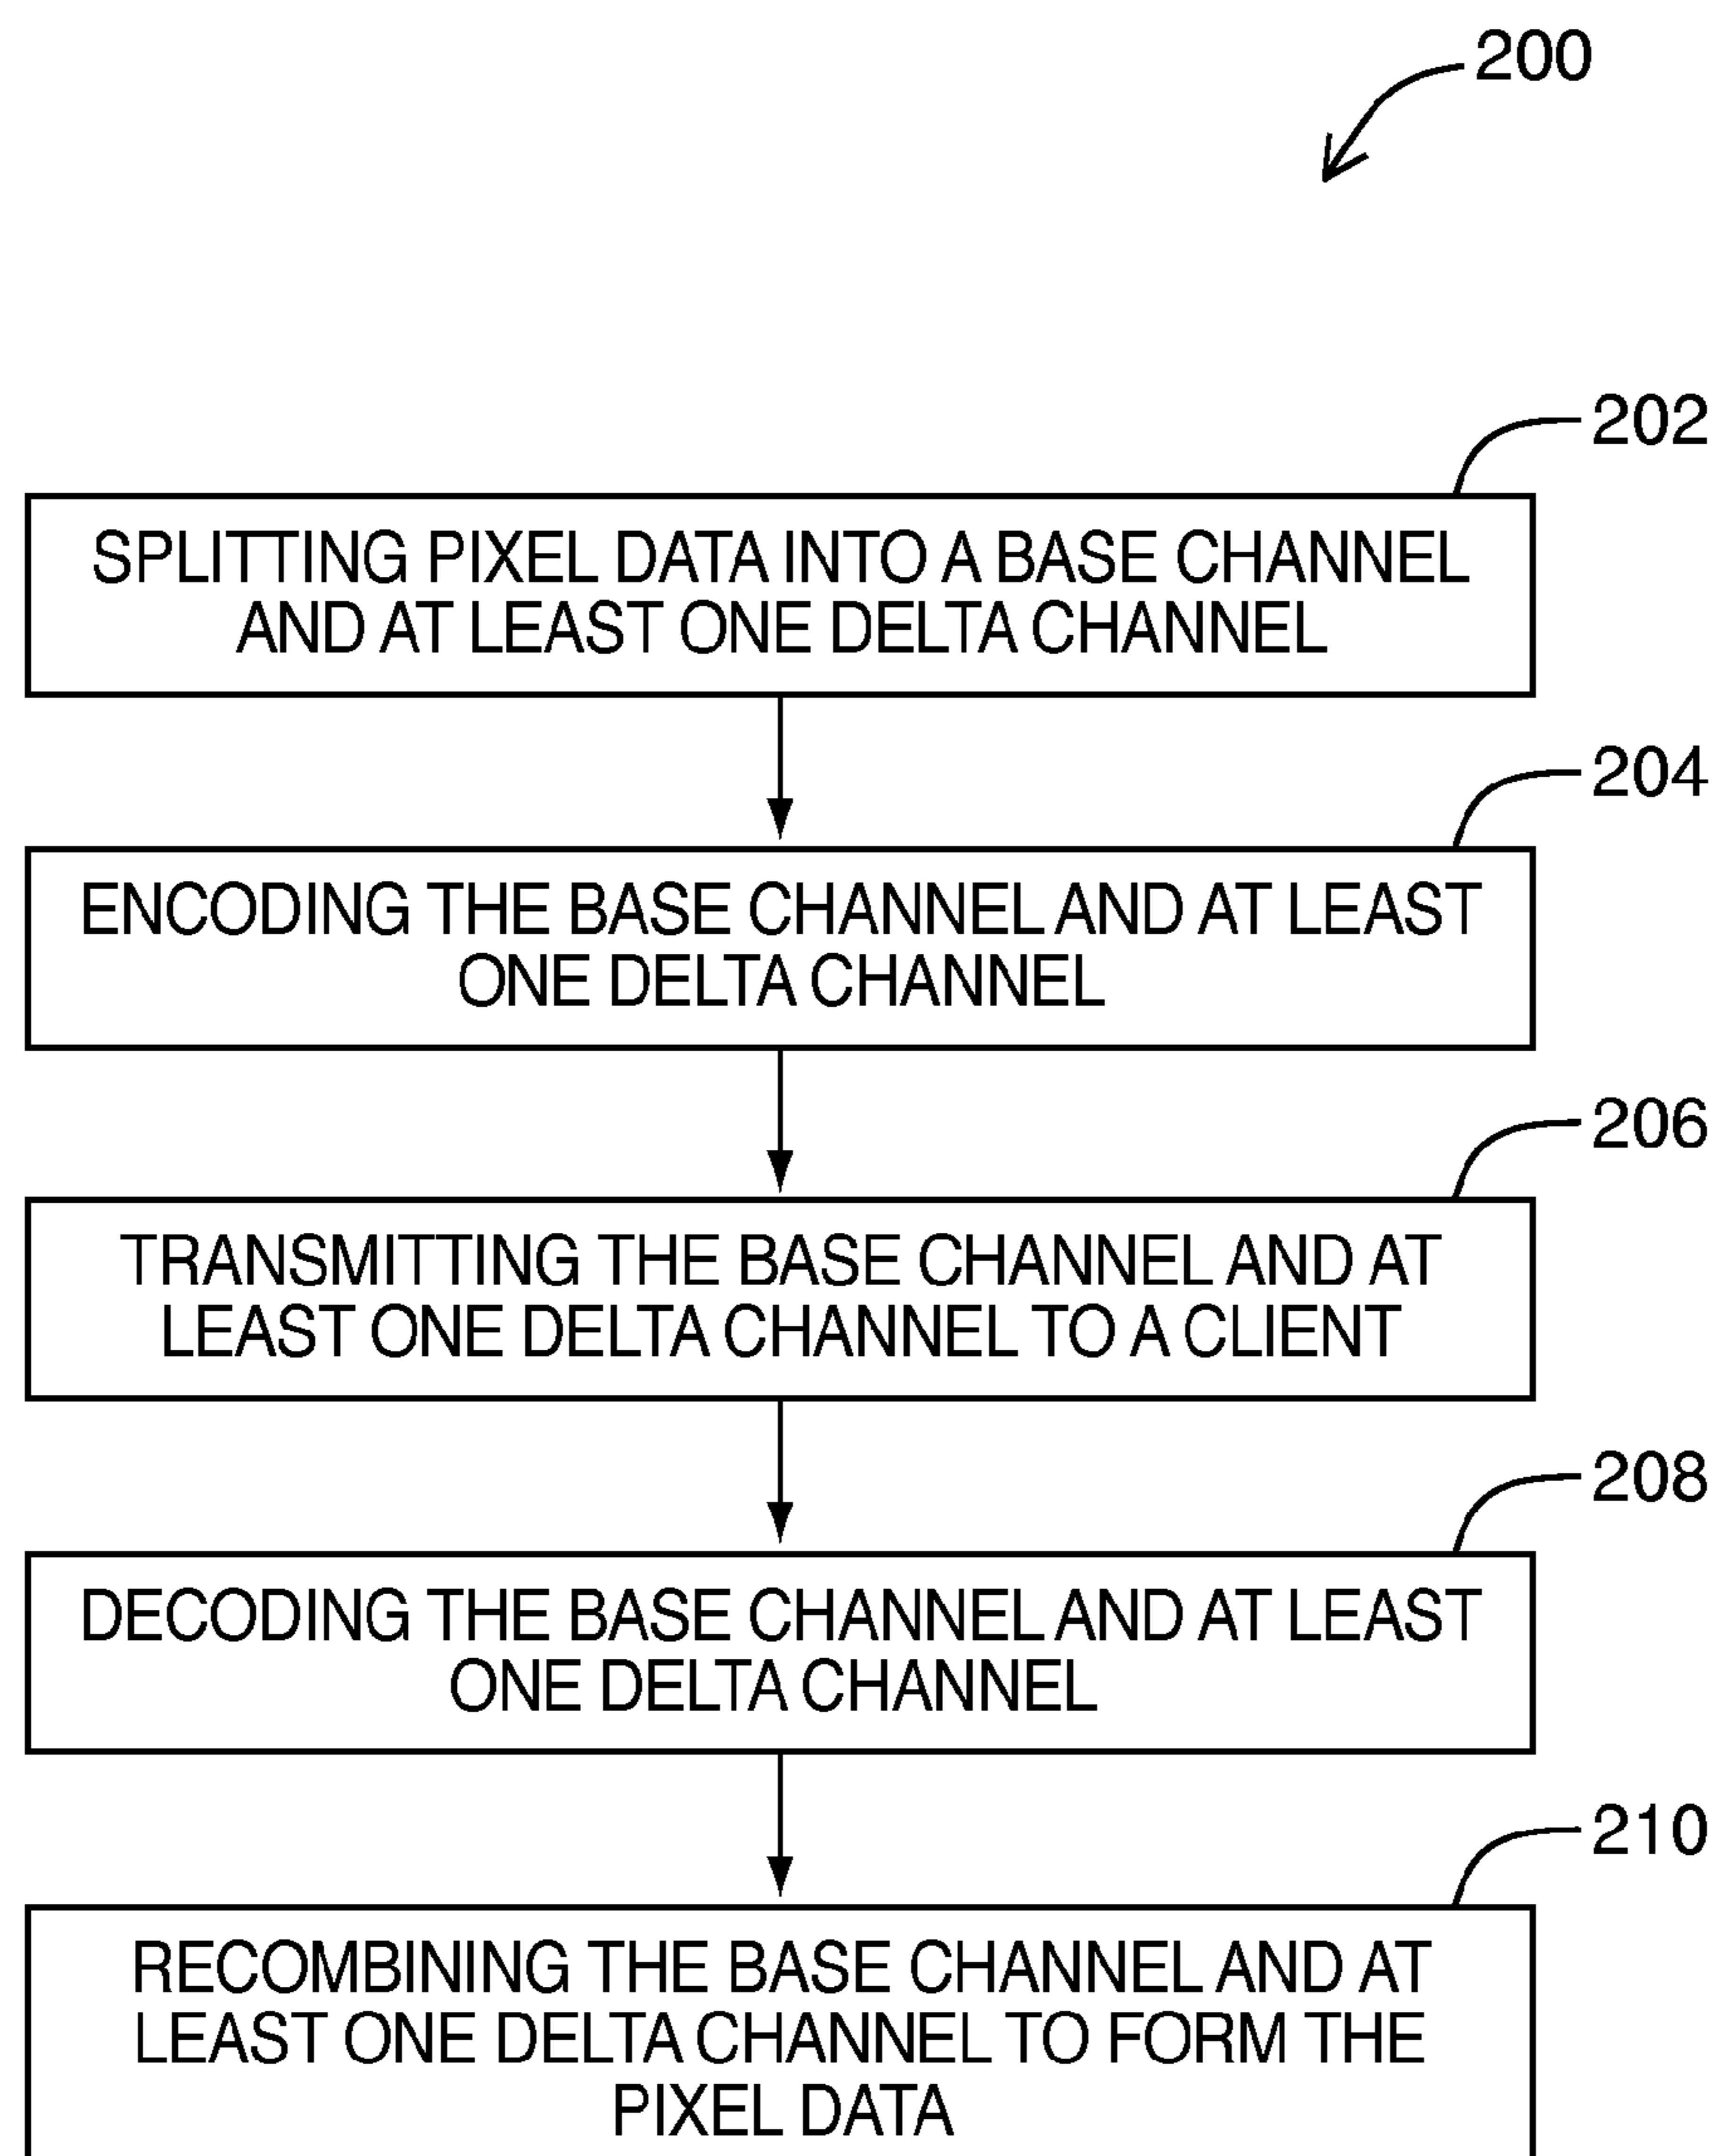 200
202
SPLITTING PIXEL DATA INTO A BASE CHANNEL
AND AT LEAST ONE DELTA CHANNEL
204
ENCODING THE BASE CHANNEL AND AT LEAST
ONE DELTA CHANNEL
206
TRANSMITTING THE BASE CHANNEL AND AT
LEAST ONE DELTA CHANNEL TO A CLIENT
208
DECODING THE BASE CHANNEL AND AT LEAST
ONE DELTA CHANNEL
210
RECOMBINING THE BASE CHANNEL AND AT
LEAST ONE DELTA CHANNEL TO FORM THE
PIXEL DATA